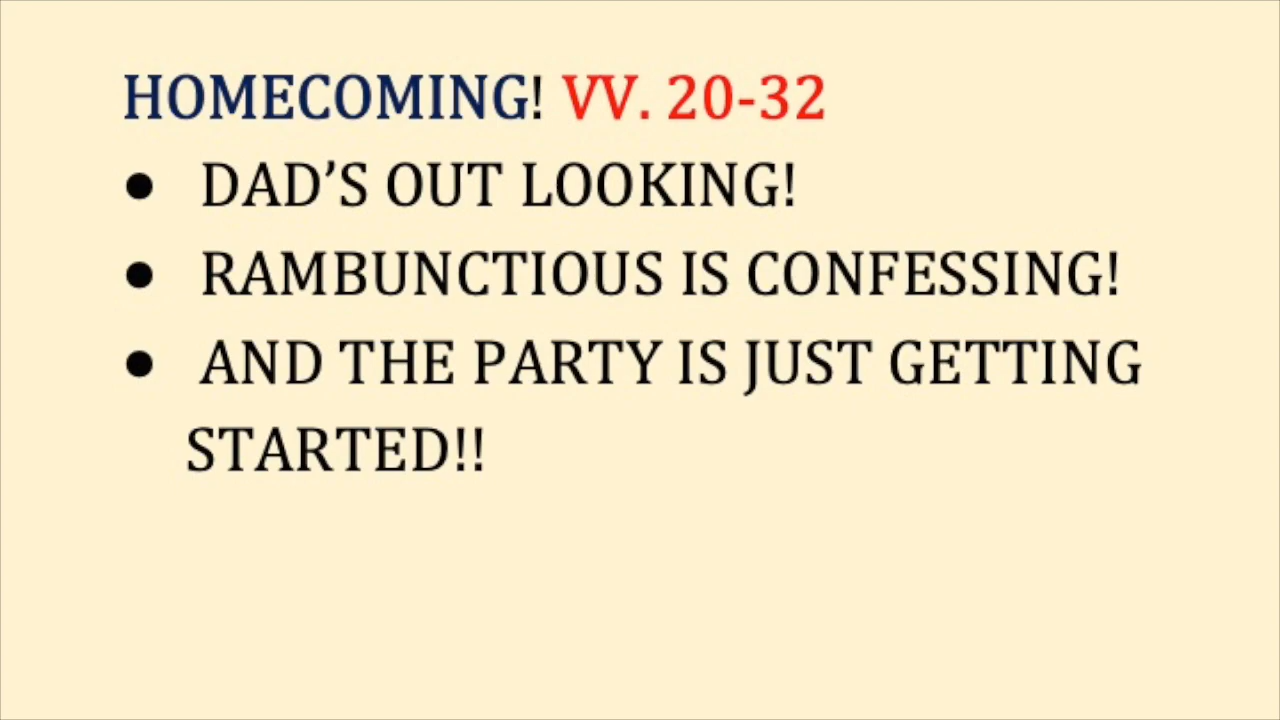 HOMECOMING! VV. 20-32
● DAD’S OUT LOOKING!
● RAMBUNCTIOUS IS CONFESSING!
● AND THE PARTY IS JUST GETTING
STARTED!!